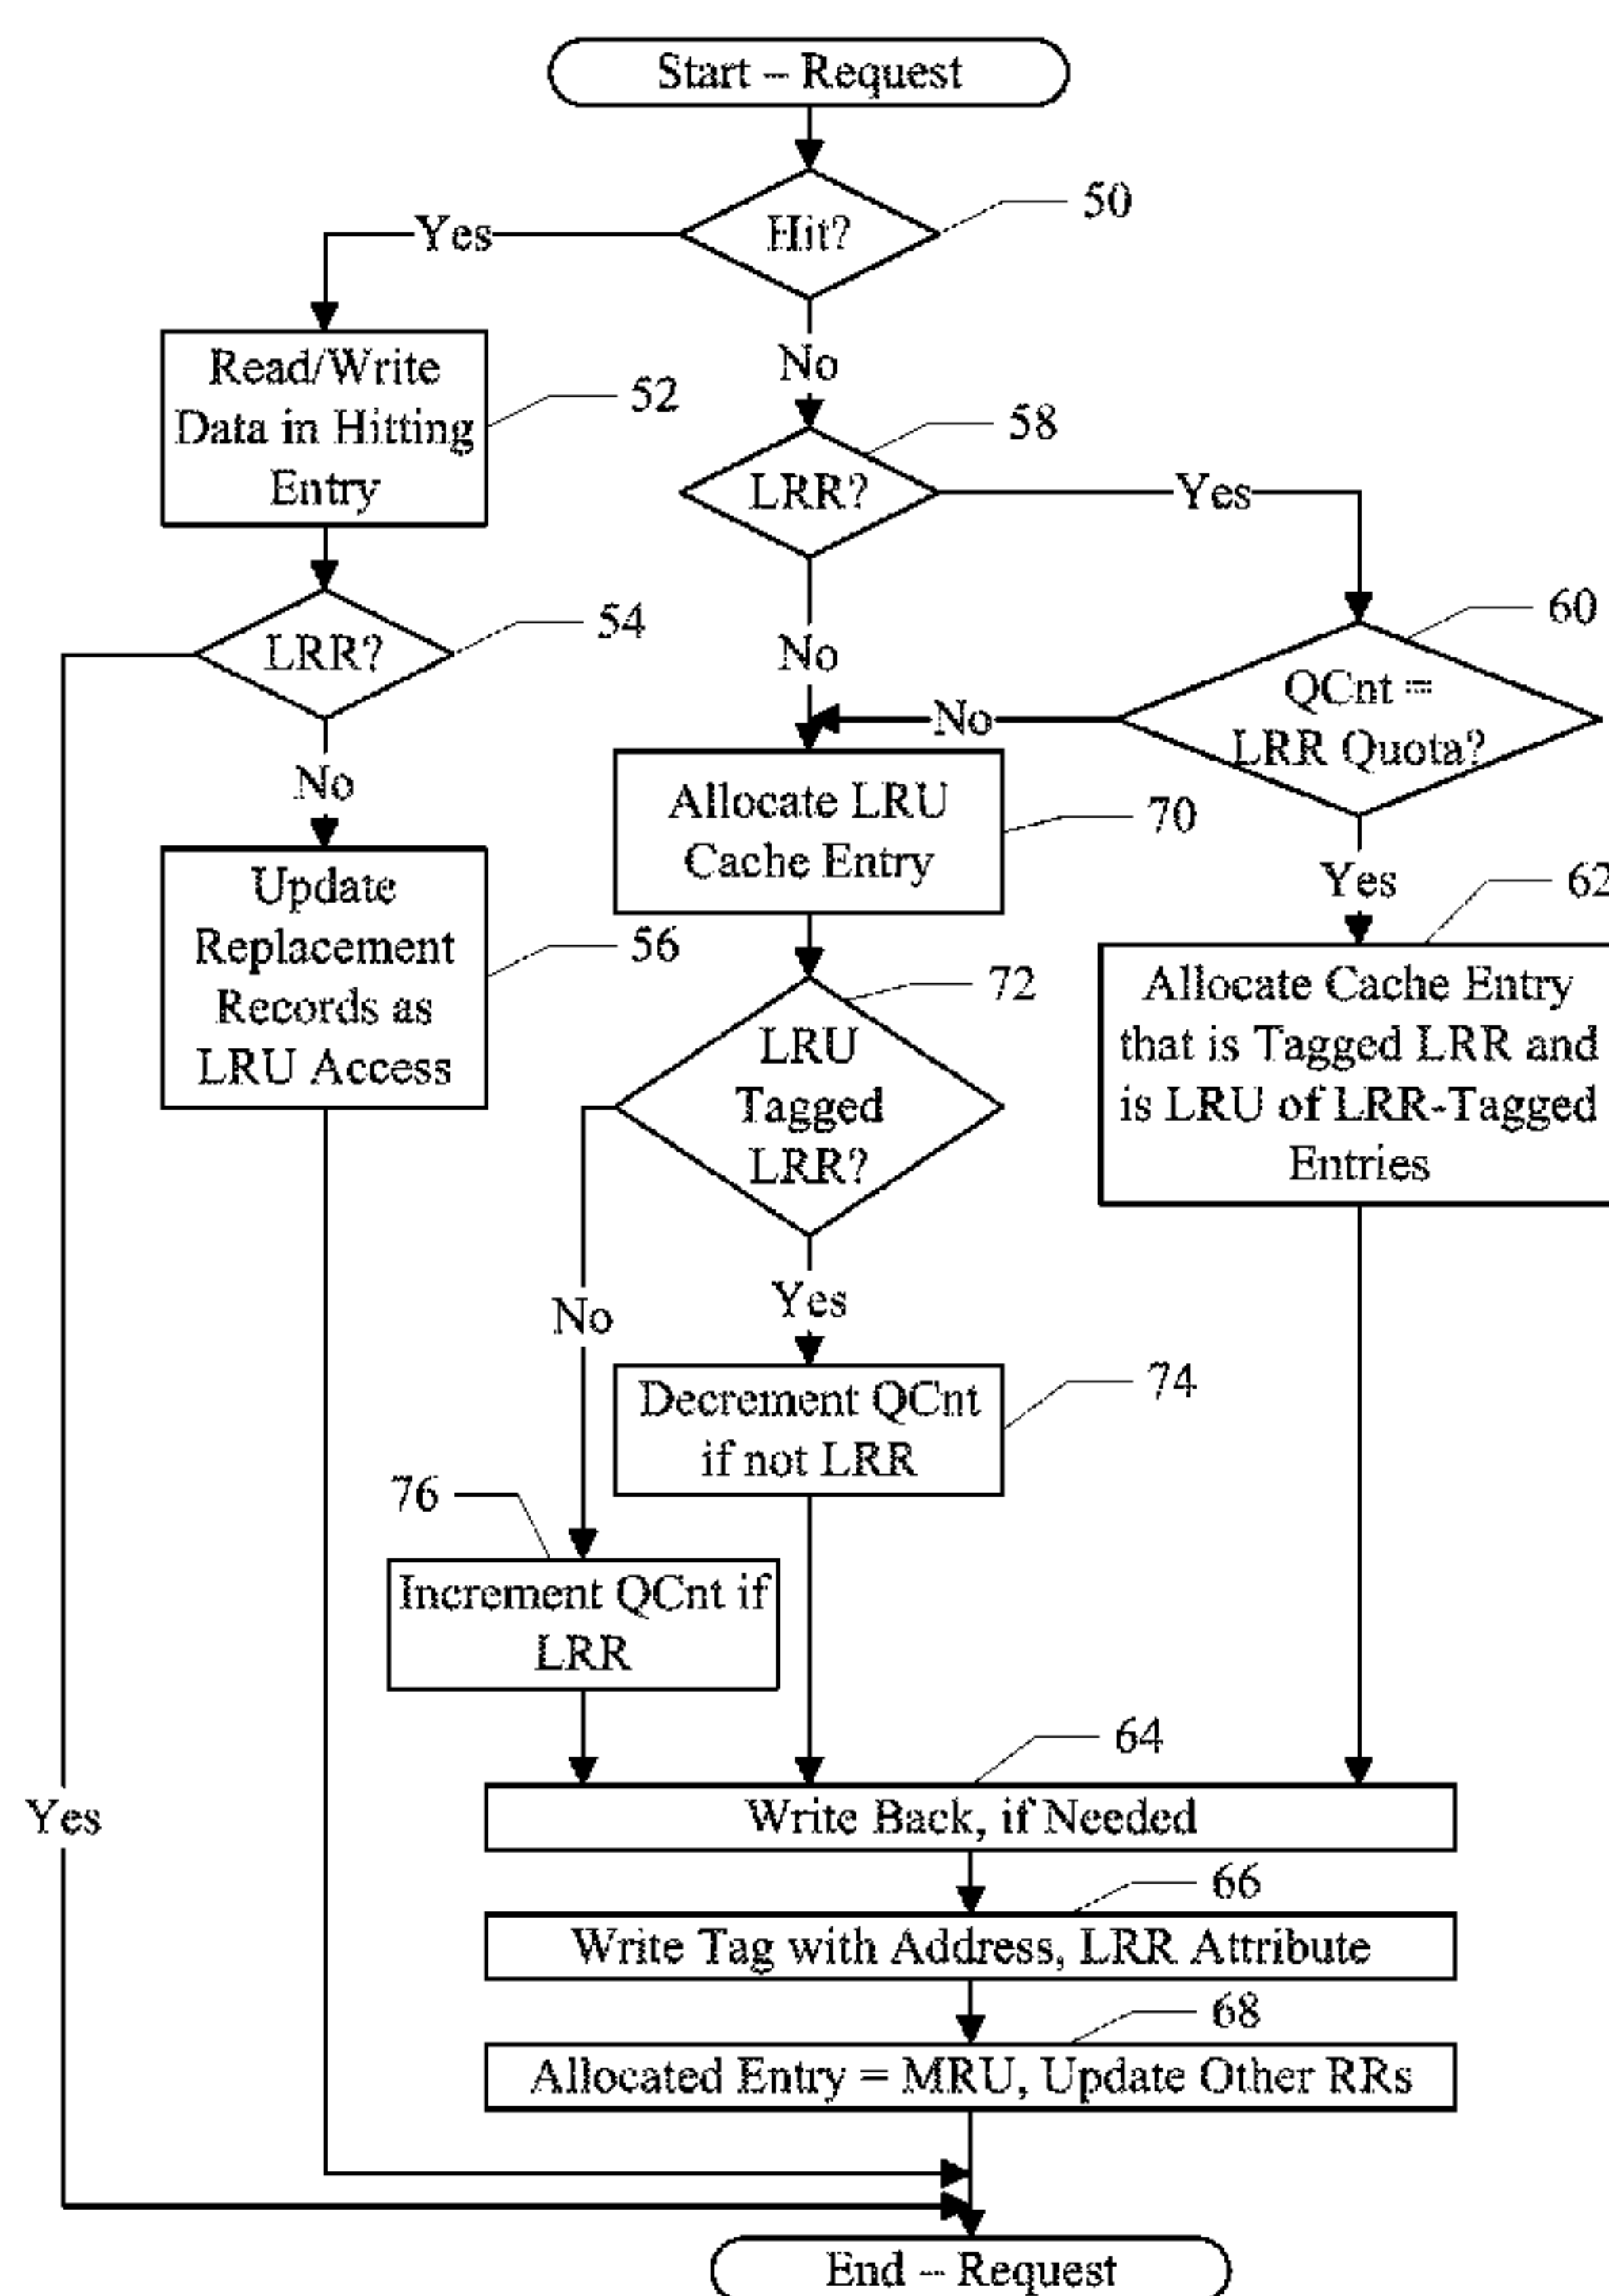 Start – Request
Hit?
50
Yes
No
Read/Write
Data in Hitting
Entry
52
LRR?
58
Yes
LRR?
54
No
No
QCnt =
LRR Quota?
60
No
Yes
Update
Replacement
Records as
LRU Access
56
Allocate LRU
Cache Entry
70
Allocate Cache Entry
that is Tagged LRR and
is LRU of LRR-Tagged
Entries
62
LRU
Tagged
LRR?
72
No
Yes
Decrement QCnt
if not LRR
74
76
Increment QCnt if
LRR
Yes
64
Write Back, if Needed
66
Write Tag with Address, LRR Attribute
68
Allocated Entry = MRU, Update Other RRs
End – Request